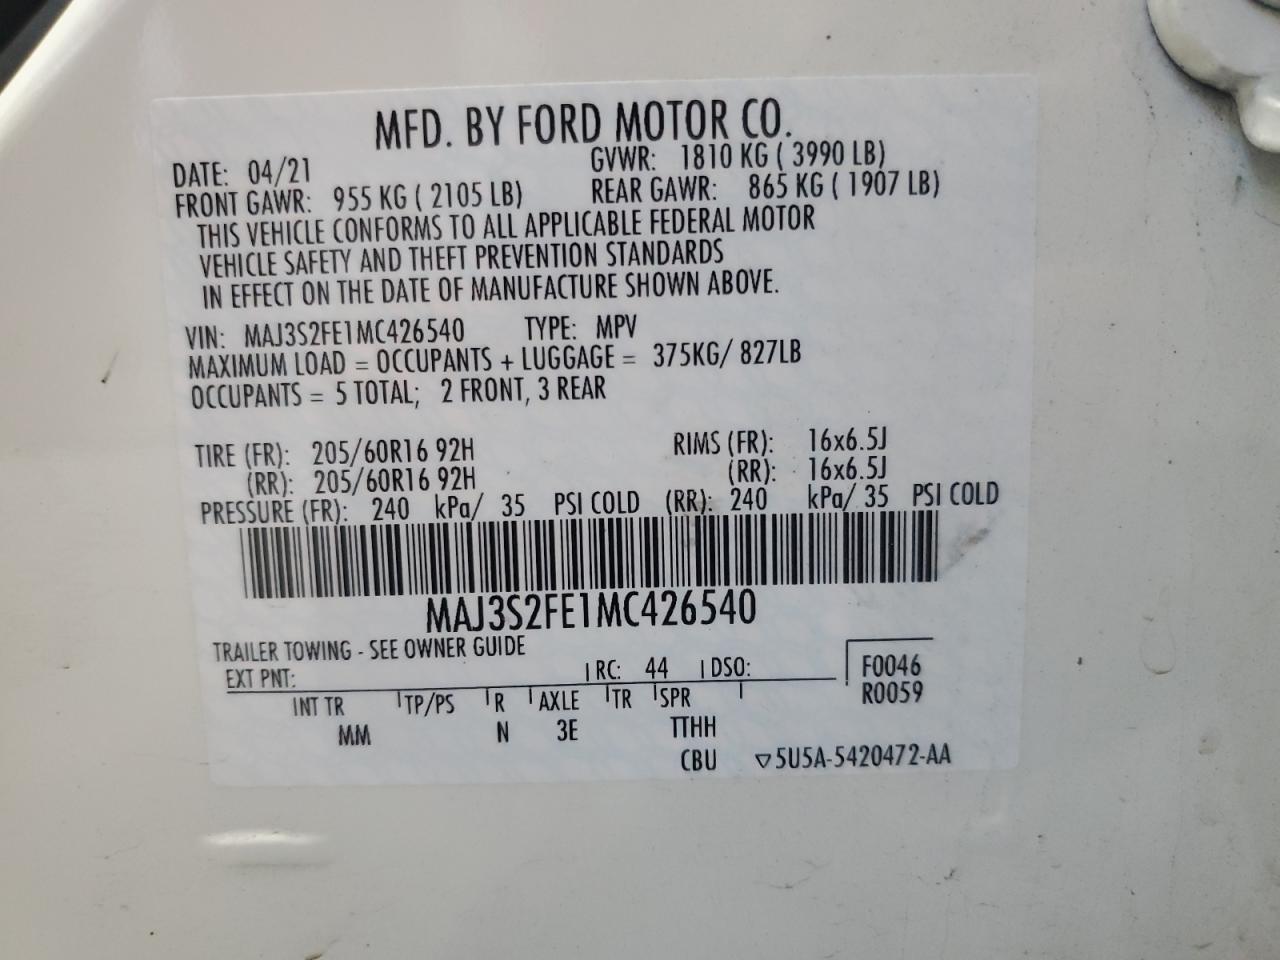 MFD. BY FORD MOTOR CO.
DATE: 04/21 GVWR: 1810 KG ( 3990 LB)
FRONT GAWR: 955 KG ( 2105 LB) REAR GAWR: 865 KG ( 1907 LB)
THIS VEHICLE CONFORMS TO ALL APPLICABLE FEDERAL MOTOR
VEHICLE SAFETY AND THEFT PREVENTION STANDARDS
IN EFFECT ON THE DATE OF MANUFACTURE SHOWN ABOVE.
VIN: MAJ3S2FE1MC426540 TYPE: MPV
MAXIMUM LOAD = OCCUPANTS + LUGGAGE = 375KG/ 827LB
OCCUPANTS = 5 TOTAL; 2 FRONT, 3 REAR
TIRE (FR): 205/60R16 92H RIMS (FR): 16x6.5J
(RR): 205/60R16 92H (RR): 16x6.5J
PRESSURE (FR): 240 kPa/ 35 PSI COLD (RR): 240 kPa/ 35 PSI COLD
MAJ3S2FE1MC426540
TRAILER TOWING - SEE OWNER GUIDE
EXT PNT: RC: 44 DSO: F0046
R0059
INT TR TP/PS R AXLE TR SPR
MM N 3E TTHH
CBU ▽5U5A-5420472-AA